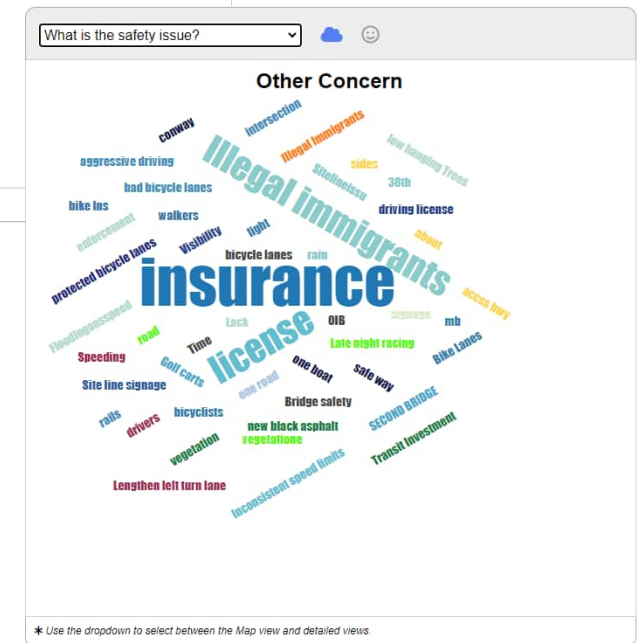 What is the safety issue?
Other Concern
conway
intersection
Illegal Immigrants
low hanging Trees
aggressive driving
Illegal immigrants
Sitelineissu
sides
38th
bad bicycle lanes
bike lns
walkers
driving license
enforcement
Visibility
light
about
protected bicycle lanes
bicycle lanes
rain
insurance
accss hwy
Floodingansspeed
road
Lack
OIB
signage
mb
license
Time
Late night racing
Bike Lanes
Speeding
Golf carts
one boat
safe way
Site line signage
one road
Bridge safety
SECOND BRIDGE
rails
drivers
bicyclists
new black asphalt
vegetatione
vegetation
Transit Investment
Lengthen left turn lane
Inconsistent speed limits
* Use the dropdown to select between the Map view and detailed views.